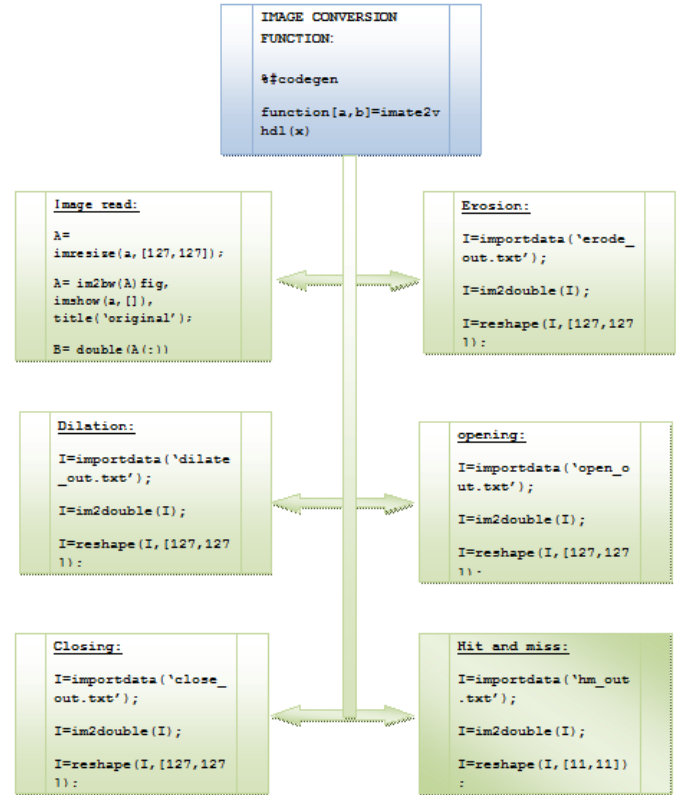 IMAGE CONVERSION
FUNCTION:
%#codegen
function[a,b]=imate2v
hdl(x)
Image read:
A=
imresize(a,[127,127]);
A= im2bw(A)fig,
imshow(a,[]),
title(‘original’);
B= double(A(:))
Erosion:
I=importdata(‘erode_
out.txt’);
I=im2double(I);
I=reshape(I,[127,127
]);
Dilation:
I=importdata(‘dilate
_out.txt’);
I=im2double(I);
I=reshape(I,[127,127
]);
opening:
I=importdata(‘open_o
ut.txt’);
I=im2double(I);
I=reshape(I,[127,127
]);
Closing:
I=importdata(‘close_
out.txt’);
I=im2double(I);
I=reshape(I,[127,127
]);
Hit and miss:
I=importdata(‘hm_out
.txt’);
I=im2double(I);
I=reshape(I,[11,11])
;